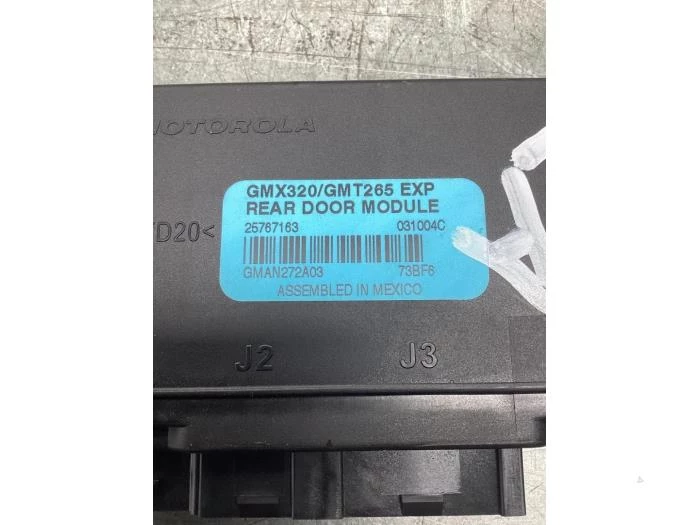 MOTOROLA
GMX320/GMT265 EXP
REAR DOOR MODULE
25767163 031004C
D20<
GMAN272A03 73BF6
ASSEMBLED IN MEXICO
J2 J3